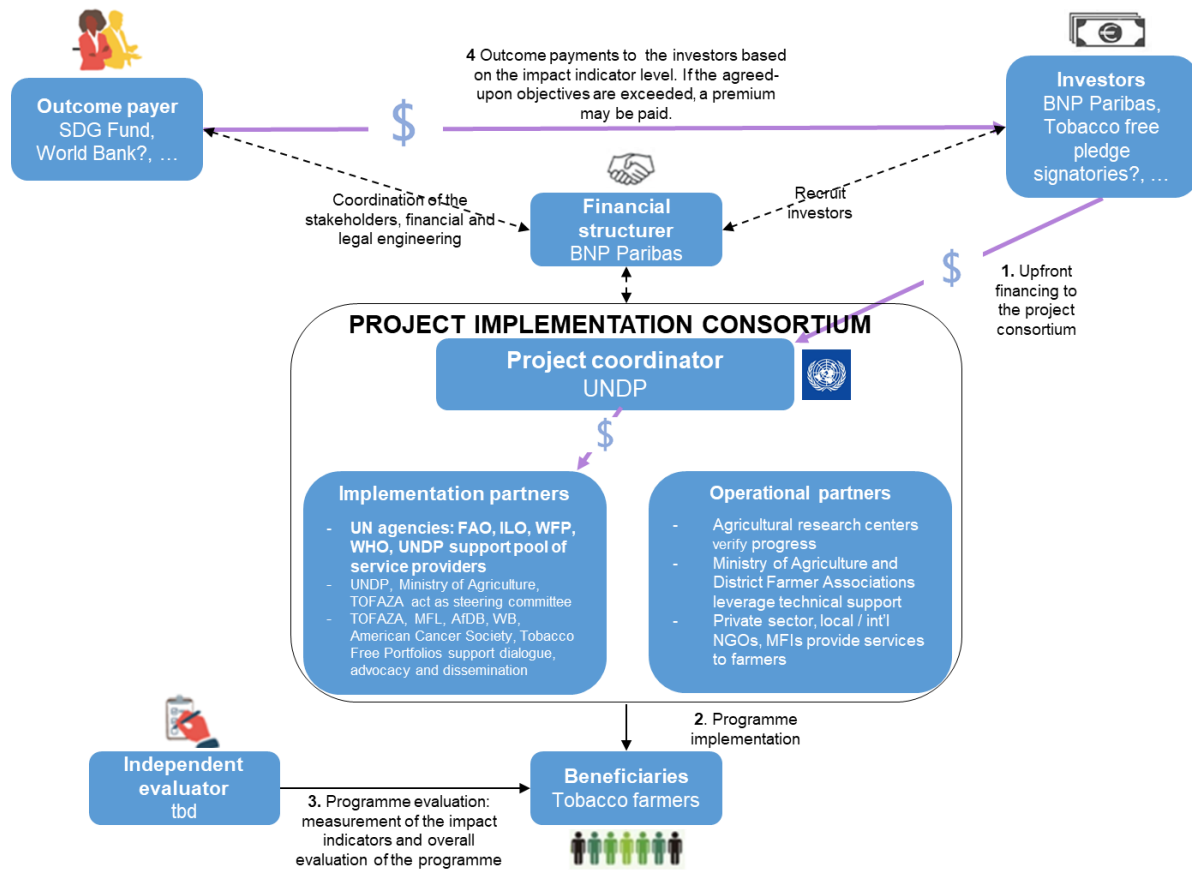 Outcome payer
SDG Fund,
World Bank?, …
4 Outcome payments to the investors based
on the impact indicator level. If the agreed-
upon objectives are exceeded, a premium
may be paid.
$
Investors
BNP Paribas,
Tobacco free
pledge
signatories?, …
Coordination of the
stakeholders, financial and
legal engineering
Financial
structurer
BNP Paribas
Recruit
investors
$
1. Upfront
financing to
the project
consortium
PROJECT IMPLEMENTATION CONSORTIUM
Project coordinator
UNDP
$
Implementation partners
- UN agencies: FAO, ILO, WFP,
WHO, UNDP support pool of
service providers
- UNDP, Ministry of Agriculture,
TOFAZA act as steering committee
- TOFAZA, MFL, AfDB, WB,
American Cancer Society, Tobacco
Free Portfolios support dialogue,
advocacy and dissemination
Operational partners
- Agricultural research centers
verify progress
- Ministry of Agriculture and
District Farmer Associations
leverage technical support
- Private sector, local / int'l
NGOs, MFIs provide services
to farmers
2. Programme
implementation
Independent
evaluator
tbd
3. Programme evaluation:
measurement of the impact
indicators and overall
evaluation of the programme
Beneficiaries
Tobacco farmers